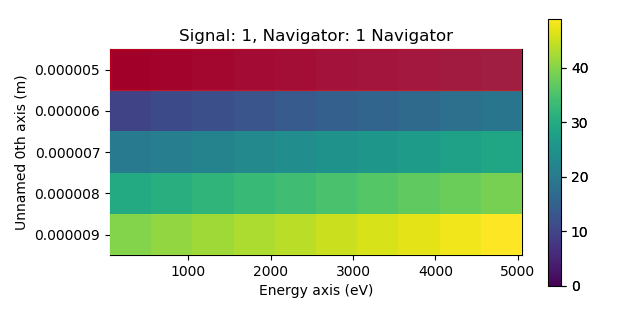 Signal: 1, Navigator: 1 Navigator
Unnamed 0th axis (m)
0.000005
0.000006
0.000007
0.000008
0.000009
1000 2000 3000 4000 5000
Energy axis (eV)
40
30
20
10
0